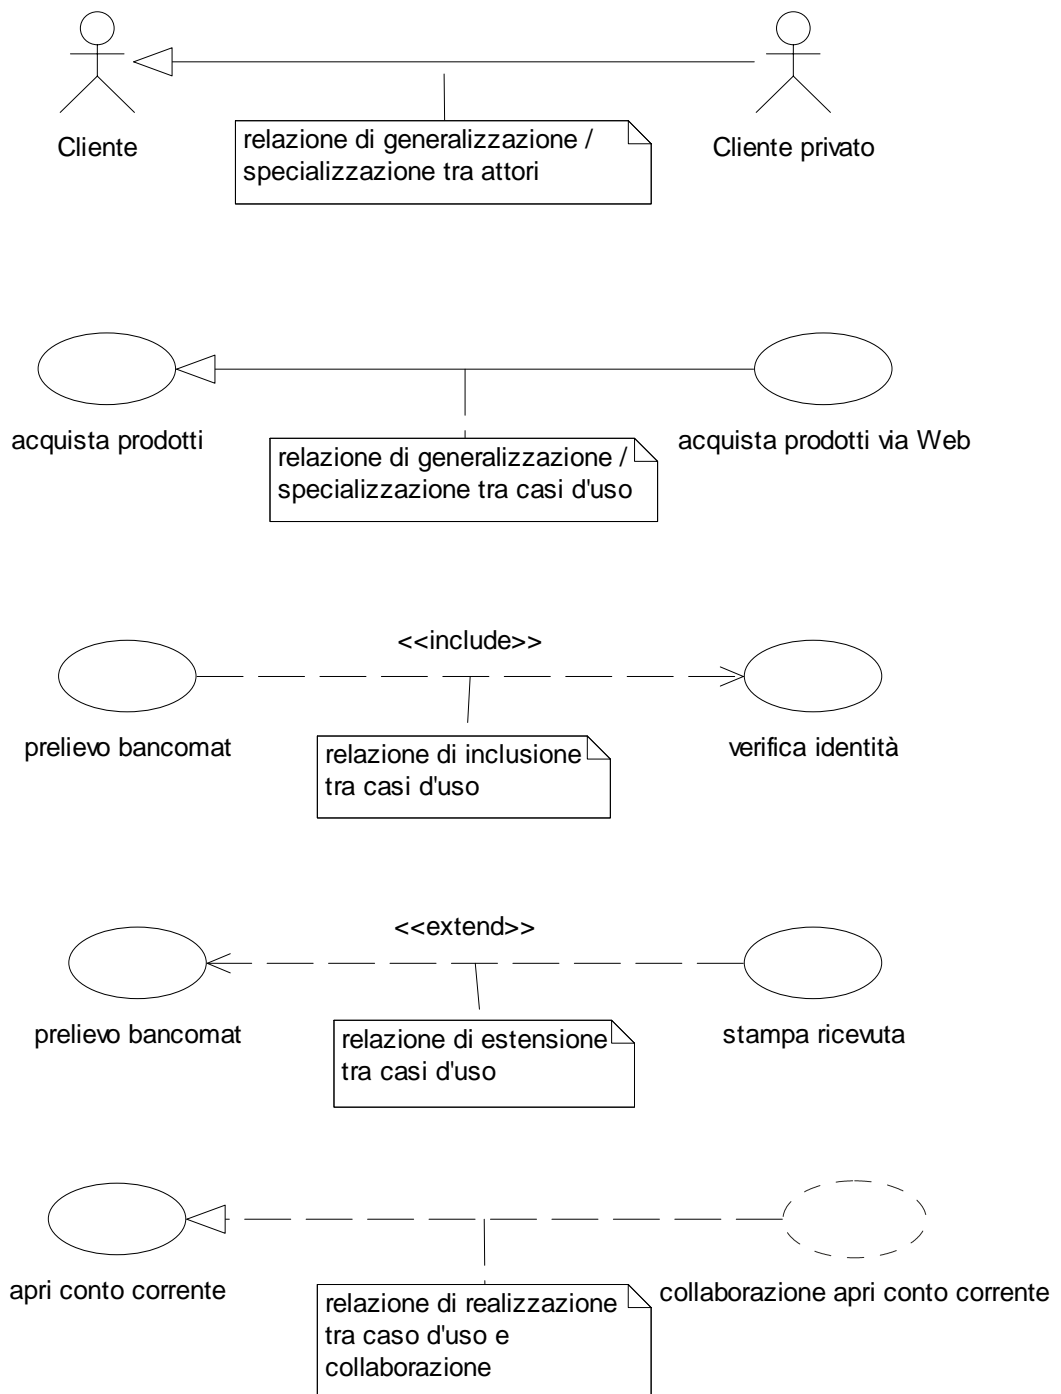 Cliente
Cliente privato
relazione di generalizzazione /
specializzazione tra attori
acquista prodotti
acquista prodotti via Web
relazione di generalizzazione /
specializzazione tra casi d'uso
<<include>>
prelievo bancomat
verifica identità
relazione di inclusione
tra casi d'uso
<<extend>>
prelievo bancomat
stampa ricevuta
relazione di estensione
tra casi d'uso
apri conto corrente
collaborazione apri conto corrente
relazione di realizzazione
tra caso d'uso e
collaborazione